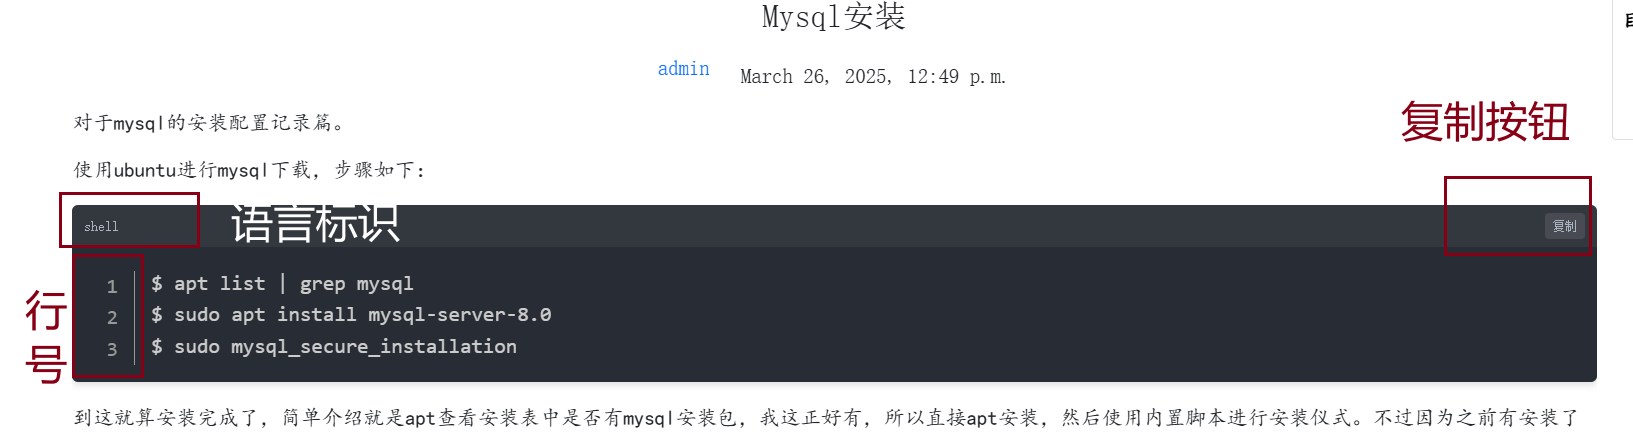 Mysql安装
admin March 26, 2025, 12:49 p.m.
对于mysql的安装配置记录篇。
复制按钮
使用ubuntu进行mysql下载，步骤如下：
shell 语言标识 复制
行号
1 $ apt list | grep mysql
2 $ sudo apt install mysql-server-8.0
3 $ sudo mysql_secure_installation
到这就算安装完成了，简单介绍就是apt查看安装表中是否有mysql安装包，我这正好有，所以直接apt安装，然后使用内置脚本进行安装仪式。不过因为之前有安装了